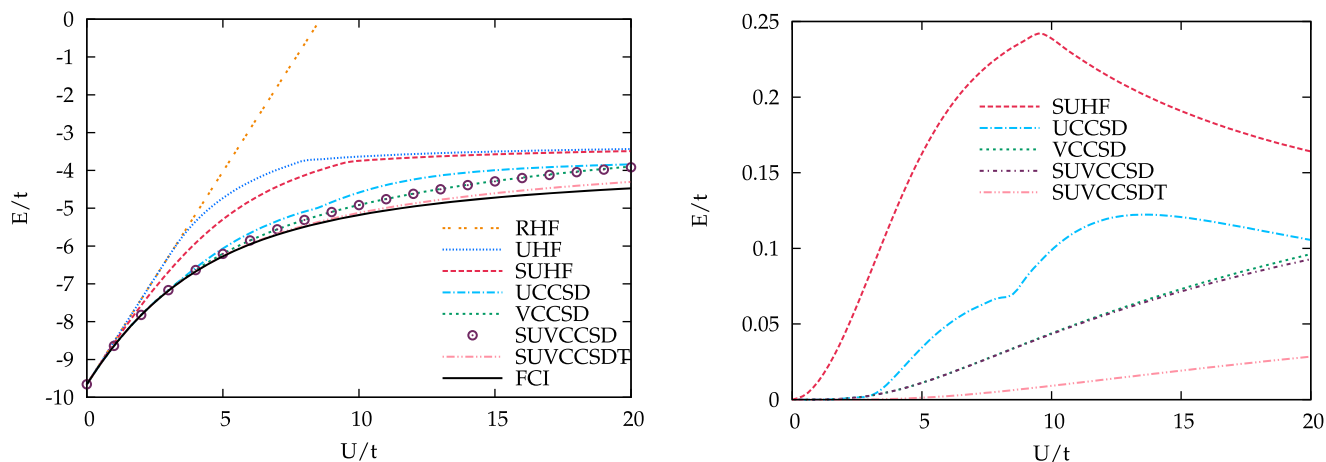 0
-1
-2
-3
-4
-5
-6
-7
-8
-9
-10
E/t
0 5 10 15 20
U/t
RHF
UHF
SUHF
UCCSD
VCCSD
SUVCCSD
SUVCCSDT
FCI
0.25
0.2
0.15
0.1
0.05
0
E/t
0 5 10 15 20
U/t
SUHF
UCCSD
VCCSD
SUVCCSD
SUVCCSDT